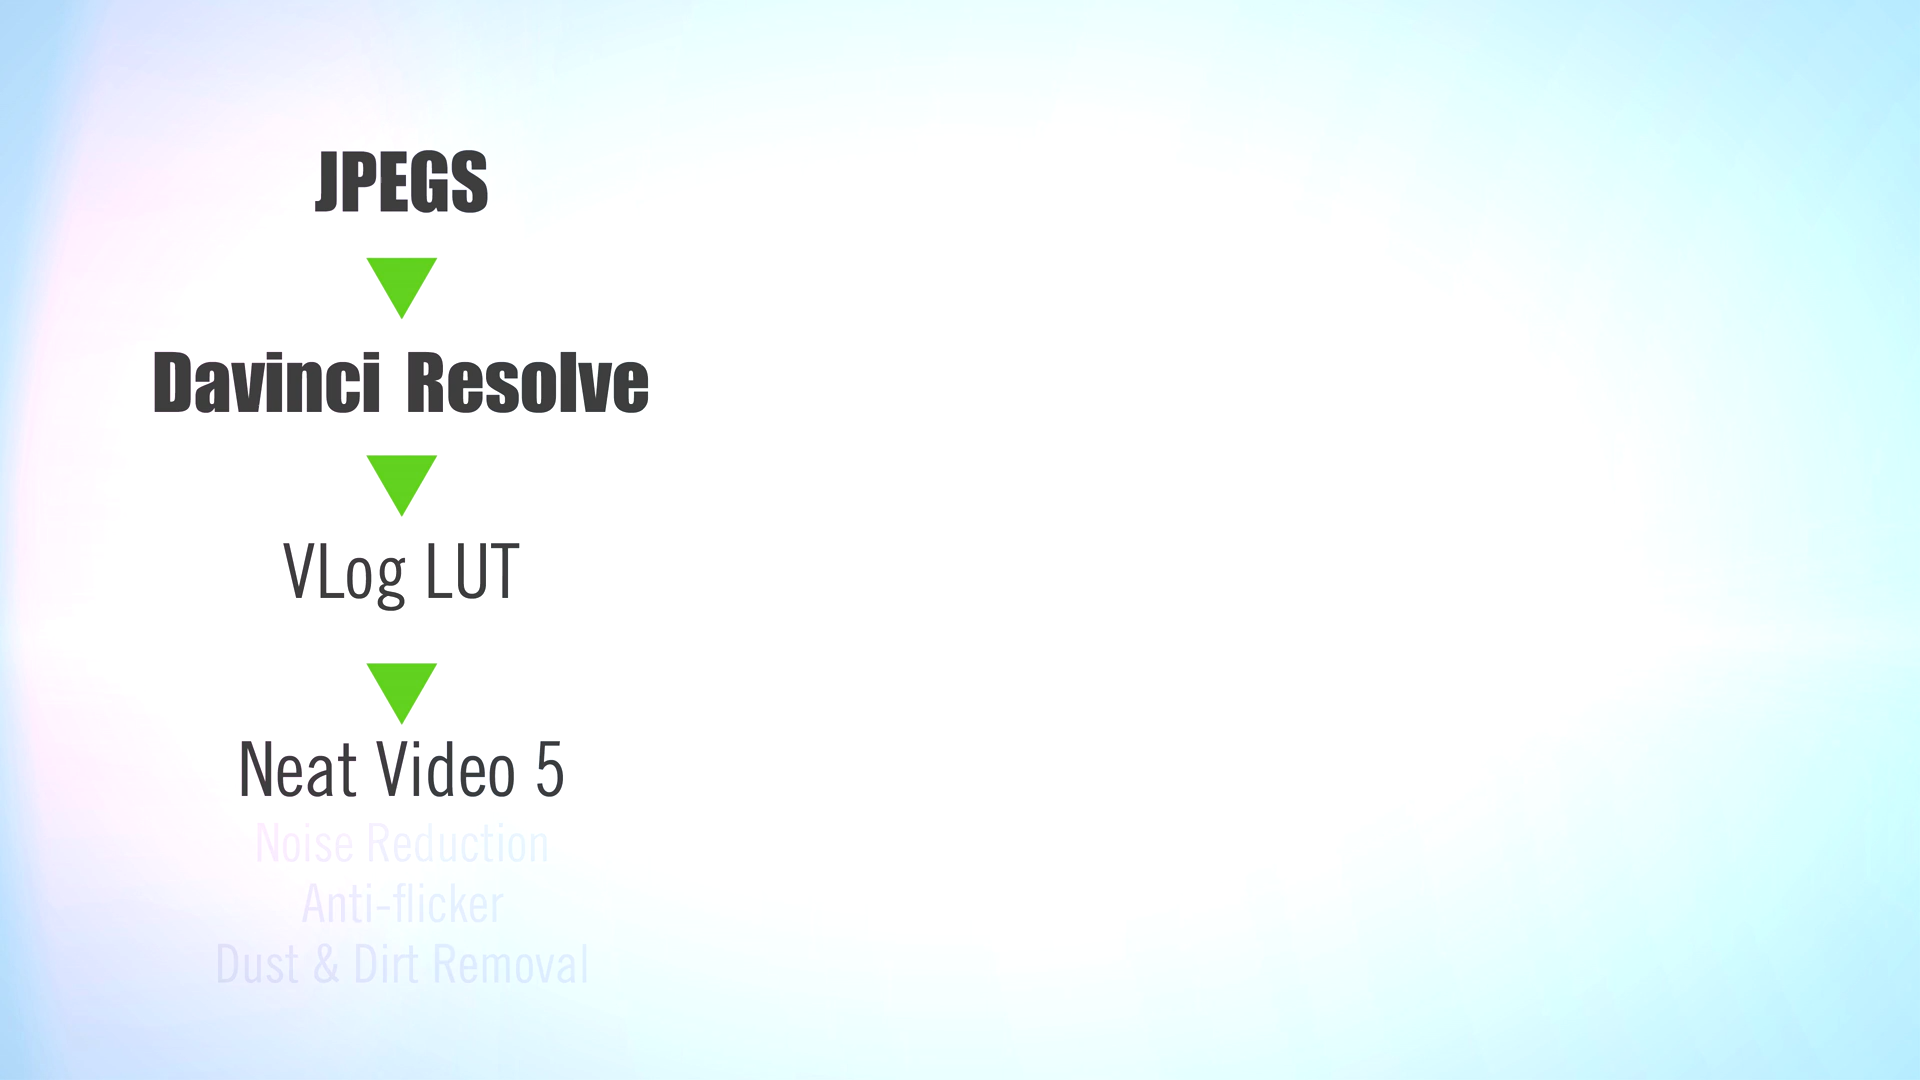 JPEGS
Davinci Resolve
VLog LUT
Neat Video 5
Noise Reduction
Anti-flicker
Dust & Dirt Removal